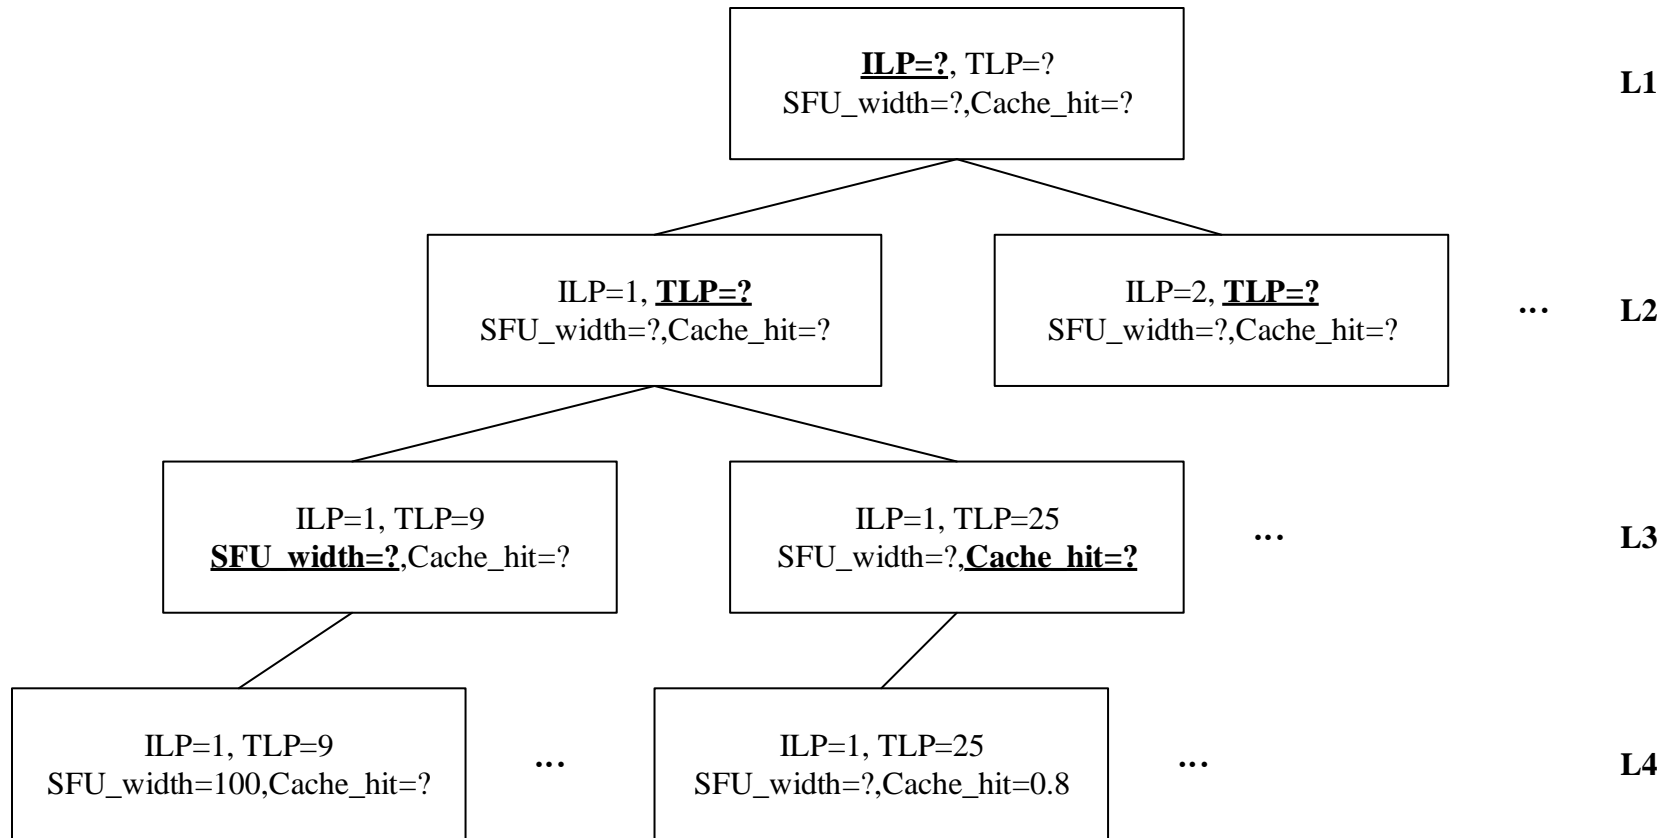 ILP=?, TLP=?
SFU_width=?,Cache_hit=?
L1
ILP=1, TLP=?
SFU_width=?,Cache_hit=?
ILP=2, TLP=?
SFU_width=?,Cache_hit=?
...
L2
ILP=1, TLP=9
SFU_width=?,Cache_hit=?
ILP=1, TLP=25
SFU_width=?,Cache_hit=?
...
L3
ILP=1, TLP=9
SFU_width=100,Cache_hit=?
...
ILP=1, TLP=25
SFU_width=?,Cache_hit=0.8
...
L4